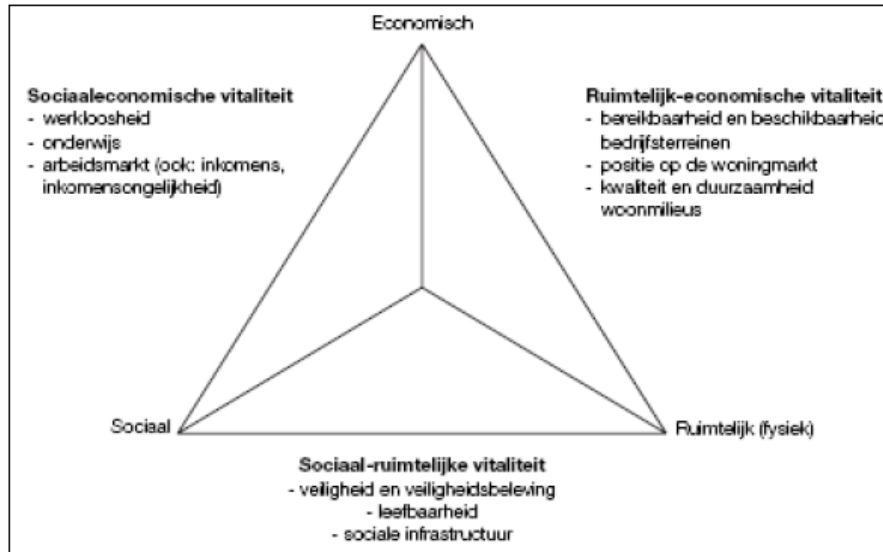 Economisch
Sociaaleconomische vitaliteit
- werkloosheid
- onderwijs
- arbeidsmarkt (ook: inkomens,
inkomensongelijkheid)
Ruimtelijk-economische vitaliteit
- bereikbaarheid en beschikbaarheid
bedrijfsterreinen
- positie op de woningmarkt
- kwaliteit en duurzaamheid
woonmilieus
Sociaal
Ruimtelijk (fysiek)
Sociaal-ruimtelijke vitaliteit
- veiligheid en veiligheidsbeleving
- leefbaarheid
- sociale infrastructuur